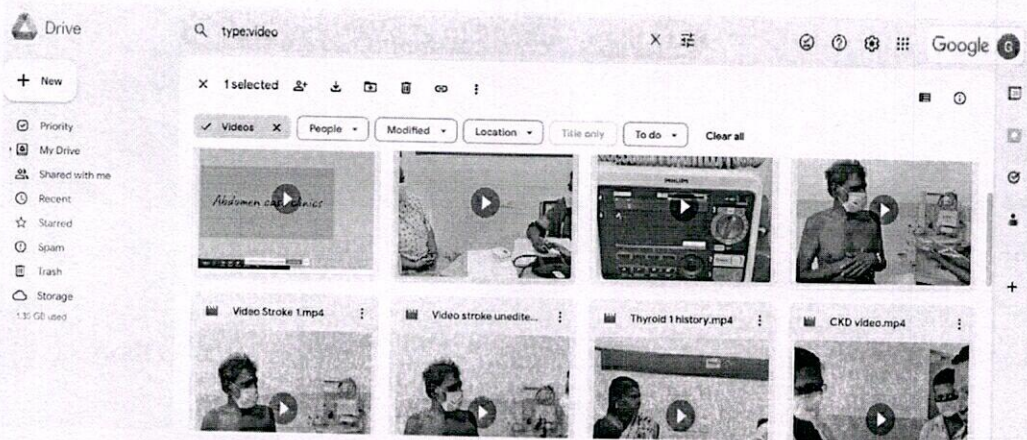 Drive
type:video
Google
New
1 selected
Videos
People
Modified
Location
Title only
To do
Clear all
Priority
My Drive
Shared with me
Recent
Starred
Spam
Trash
Storage
PHILIPS
Video Stroke 1.mp4
Video stroke unedite...
Thyroid 1 history.mp4
CKD video.mp4